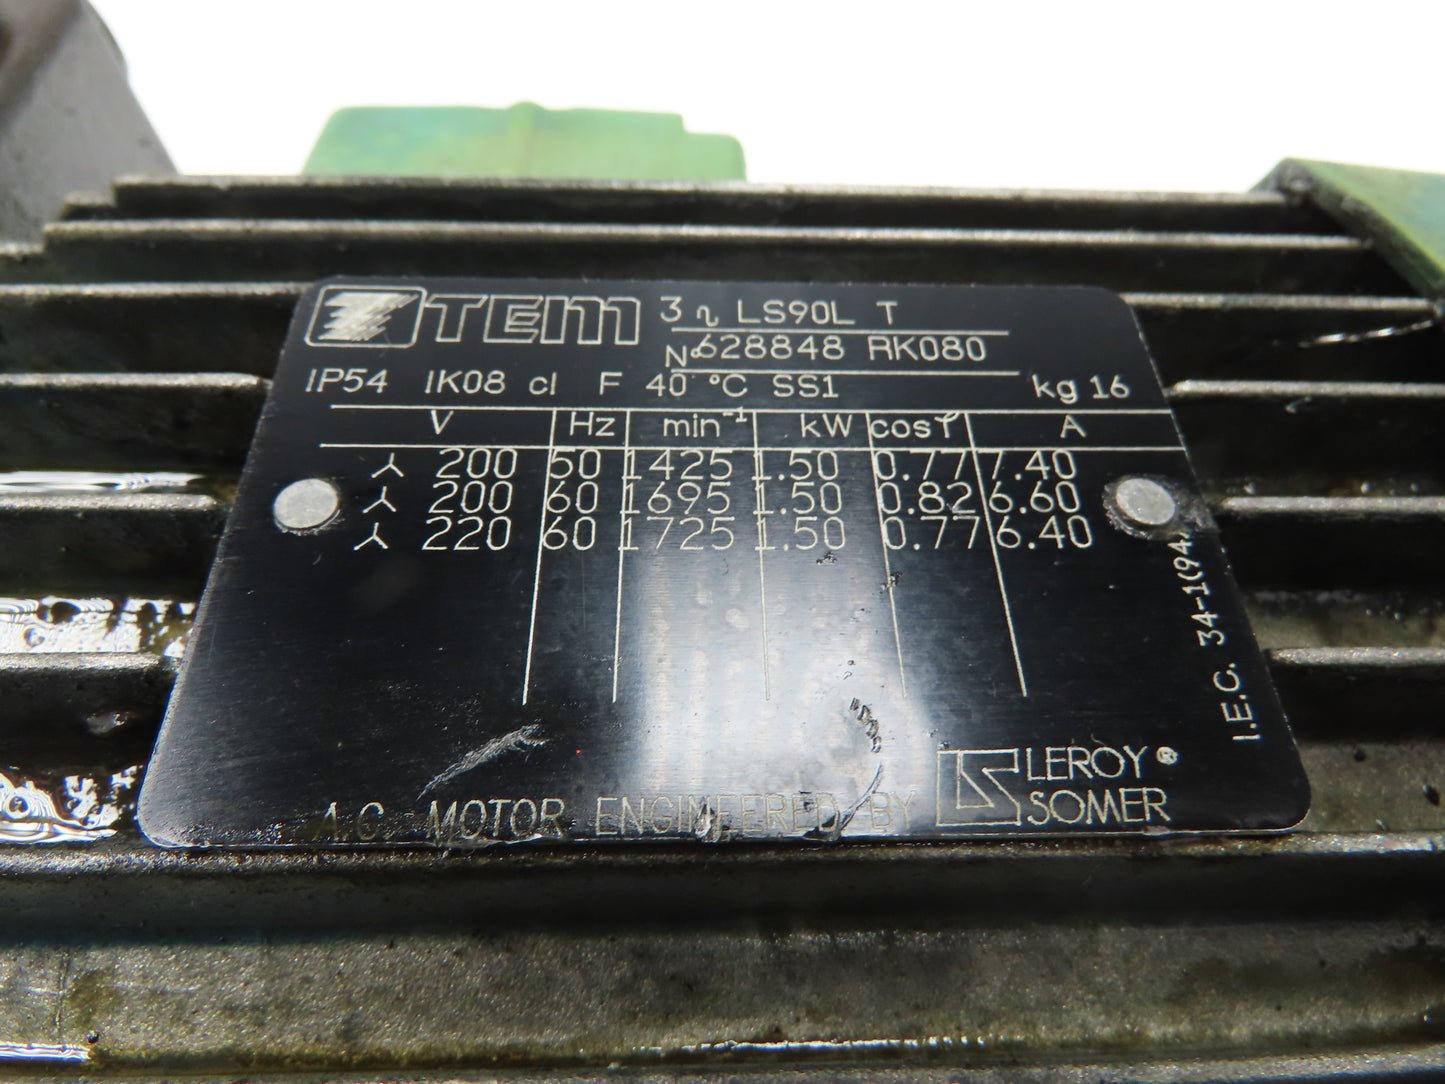 TEM 3 ~ LS90L T
N° 628848 RK080
IP54 IK08 cl F 40 °C SS1 kg 16
V Hz min⁻¹ kW cosφ A
⅄ 200 50 1425 1.50 0.77 7.40
⅄ 200 60 1695 1.50 0.82 6.60
⅄ 220 60 1725 1.50 0.77 6.40
I.E.C. 34-1(94)
A.C. MOTOR ENGINEERED BY LS LEROY®
SOMER